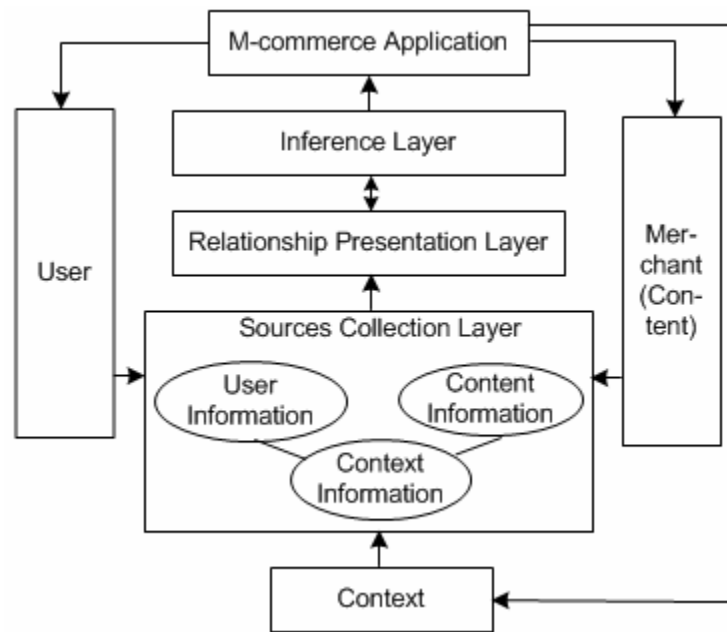 M-commerce Application
Inference Layer
Relationship Presentation Layer
User
Mer-
chant
(Con-
tent)
Sources Collection Layer
User
Information
Content
Information
Context
Information
Context